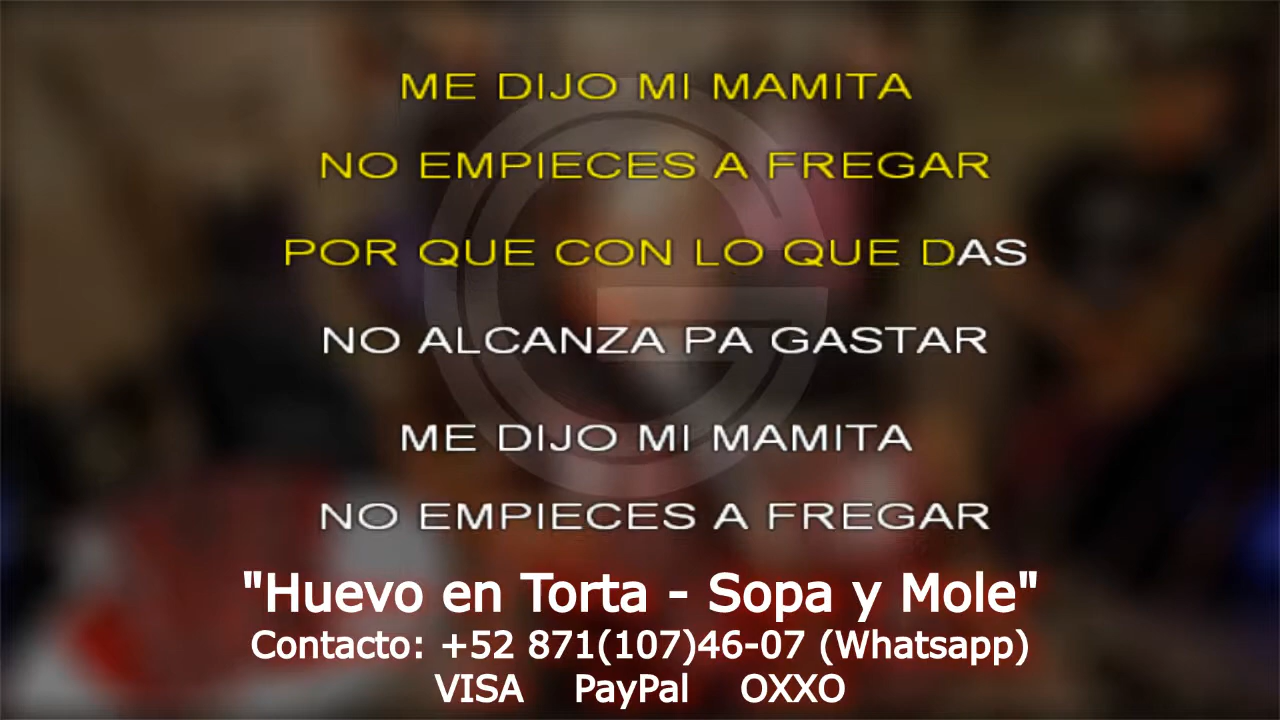 ME DIJO MI MAMITA
NO EMPIECES A FREGAR
POR QUE CON LO QUE DAS
NO ALCANZA PA GASTAR
ME DIJO MI MAMITA
NO EMPIECES A FREGAR
"Huevo en Torta - Sopa y Mole"
Contacto: +52 871(107)46-07 (Whatsapp)
VISA PayPal OXXO